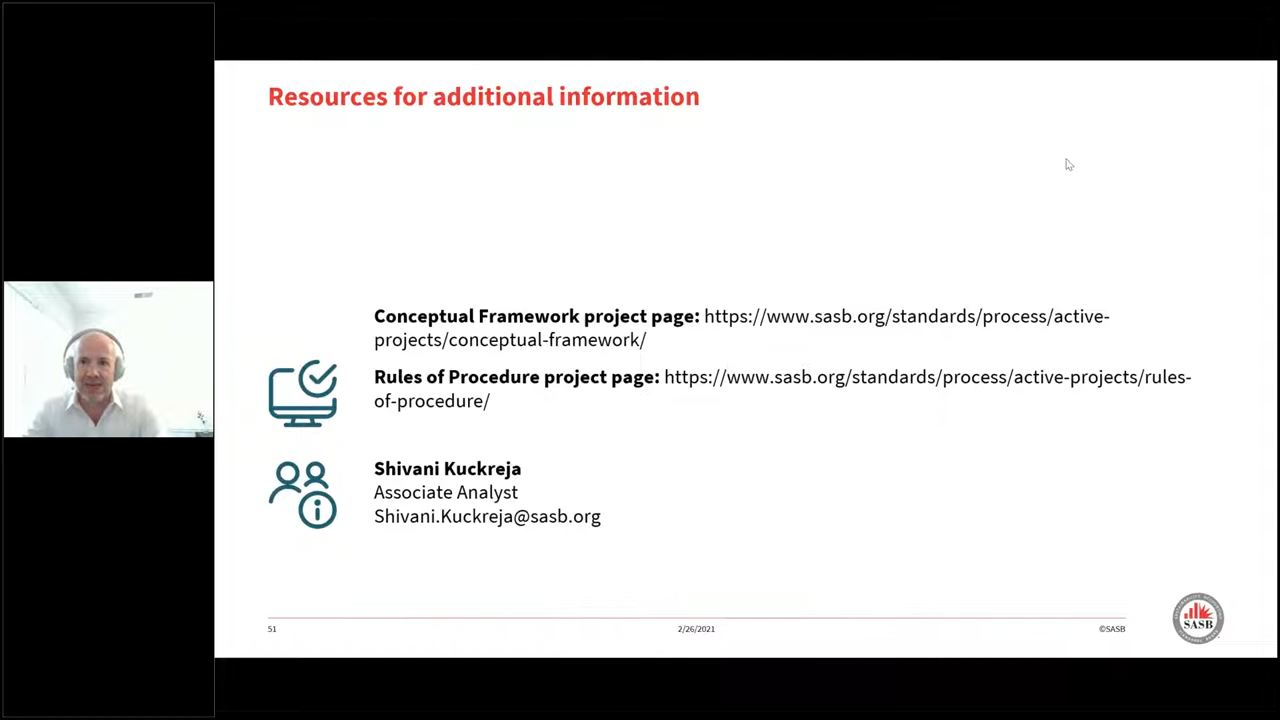 Resources for additional information
Conceptual Framework project page: https://www.sasb.org/standards/process/active-
projects/conceptual-framework/
Rules of Procedure project page: https://www.sasb.org/standards/process/active-projects/rules-
of-procedure/
Shivani Kuckreja
Associate Analyst
Shivani.Kuckreja@sasb.org
51
2/26/2021
©SASB
SASB